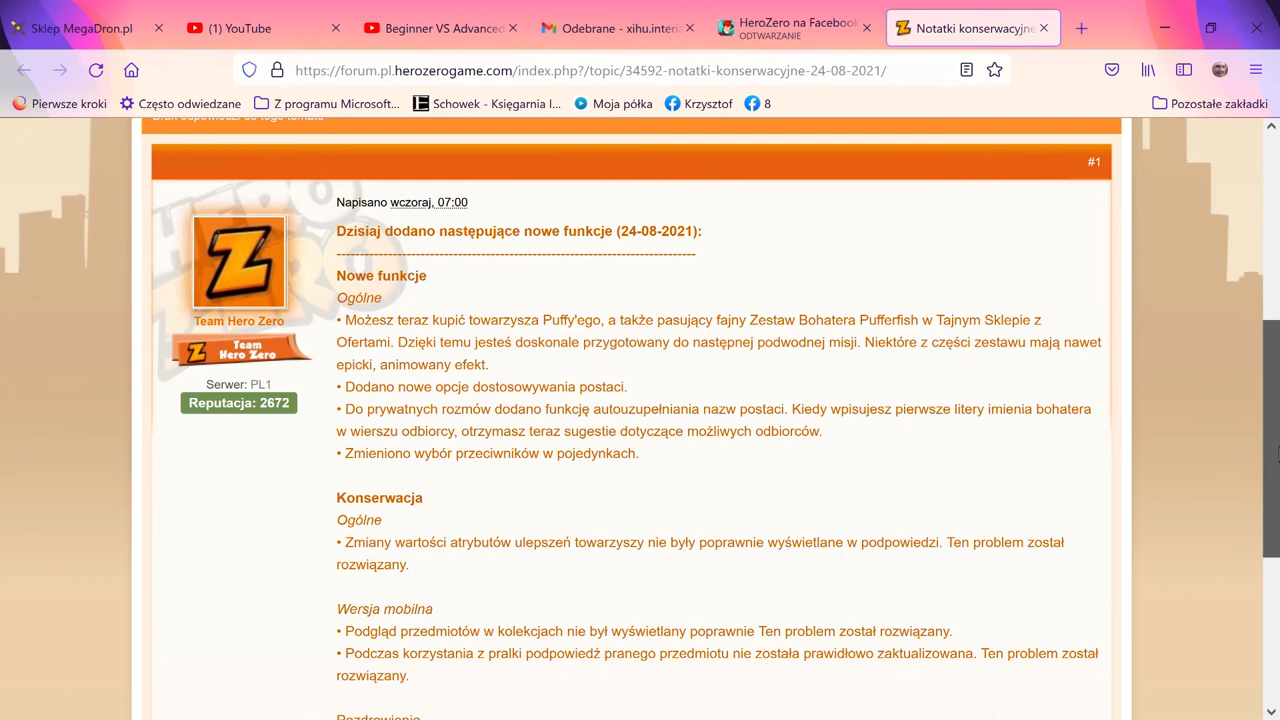 Sklep MegaDron.pl
(1) YouTube
Beginner VS Advanced
Odebrane - xihu.interi
HeroZero na Facebook
ODTWARZANIE
Notatki konserwacyjne
https://forum.pl.herozerogame.com/index.php?/topic/34592-notatki-konserwacyjne-24-08-2021/
Pierwsze kroki
Często odwiedzane
Z programu Microsoft...
Schowek - Księgarnia I...
Moja półka
Krzysztof
8
Pozostałe zakładki
Brak odpowiedzi do tego tematu
#1
HERO
ZERO
Z
Team Hero Zero
Z Team
Hero Zero
Serwer: PL1
Reputacja: 2672
Napisano wczoraj, 07:00
Dzisiaj dodano następujące nowe funkcje (24-08-2021):
------------------------------------------------------------------------
Nowe funkcje
Ogólne
• Możesz teraz kupić towarzysza Puffy'ego, a także pasujący fajny Zestaw Bohatera Pufferfish w Tajnym Sklepie z
Ofertami. Dzięki temu jesteś doskonale przygotowany do następnej podwodnej misji. Niektóre z części zestawu mają nawet
epicki, animowany efekt.
• Dodano nowe opcje dostosowywania postaci.
• Do prywatnych rozmów dodano funkcję autouzupełniania nazw postaci. Kiedy wpisujesz pierwsze litery imienia bohatera
w wierszu odbiorcy, otrzymasz teraz sugestie dotyczące możliwych odbiorców.
• Zmieniono wybór przeciwników w pojedynkach.
Konserwacja
Ogólne
• Zmiany wartości atrybutów ulepszeń towarzyszy nie były poprawnie wyświetlane w podpowiedzi. Ten problem został
rozwiązany.
Wersja mobilna
• Podgląd przedmiotów w kolekcjach nie był wyświetlany poprawnie Ten problem został rozwiązany.
• Podczas korzystania z pralki podpowiedź pranego przedmiotu nie została prawidłowo zaktualizowana. Ten problem został
rozwiązany.
Pozdrowienia